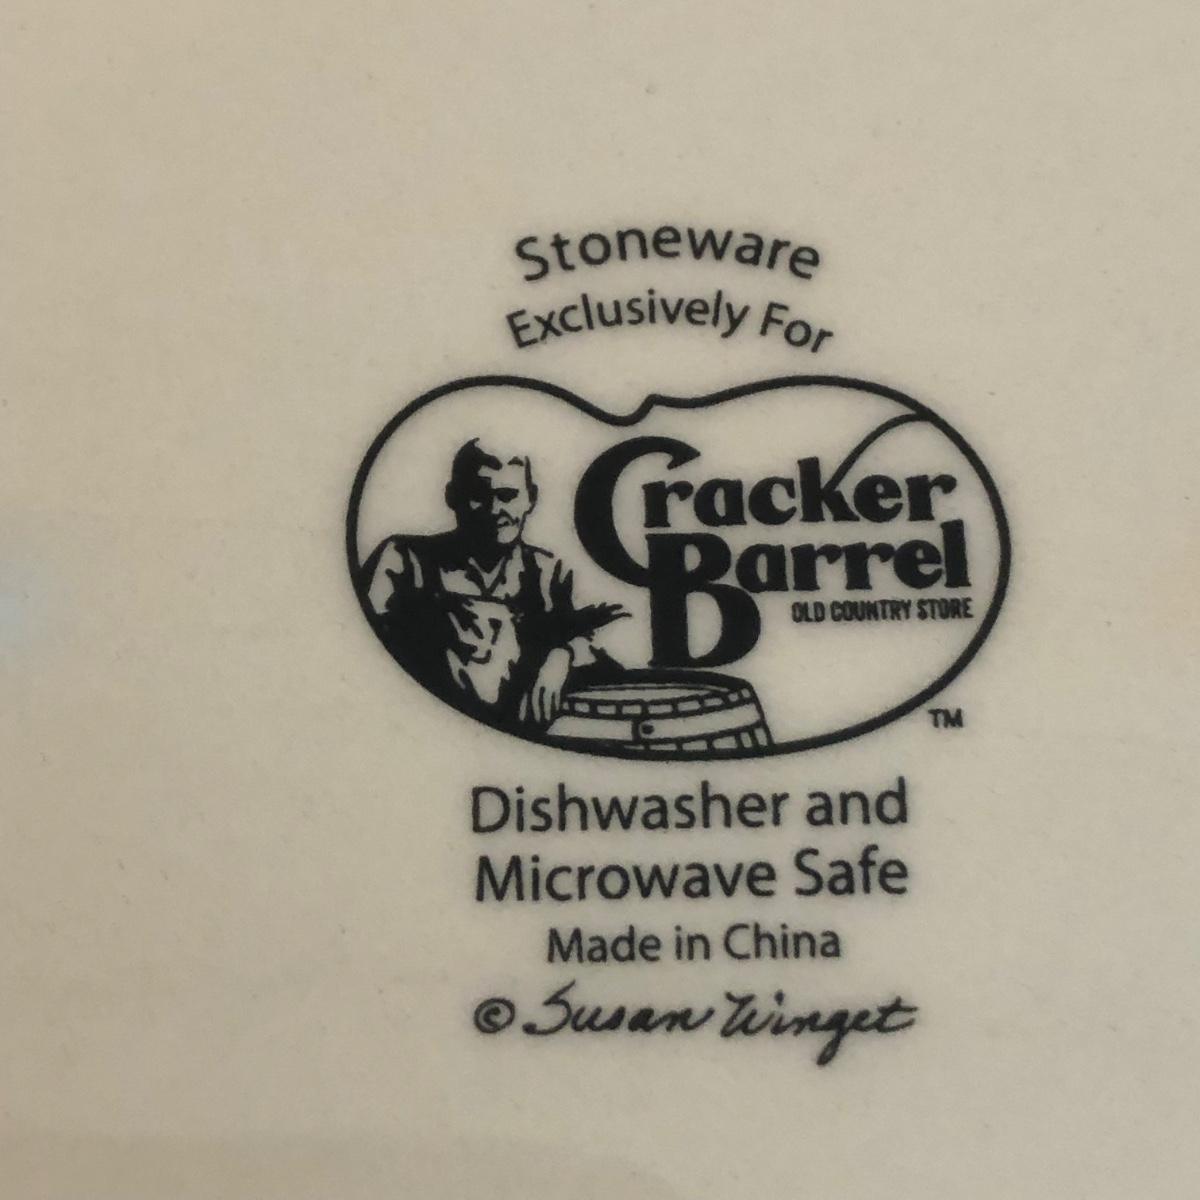 Stoneware
Exclusively For
Cracker
Barrel
OLD COUNTRY STORE
TM
Dishwasher and
Microwave Safe
Made in China
© Susan Winget